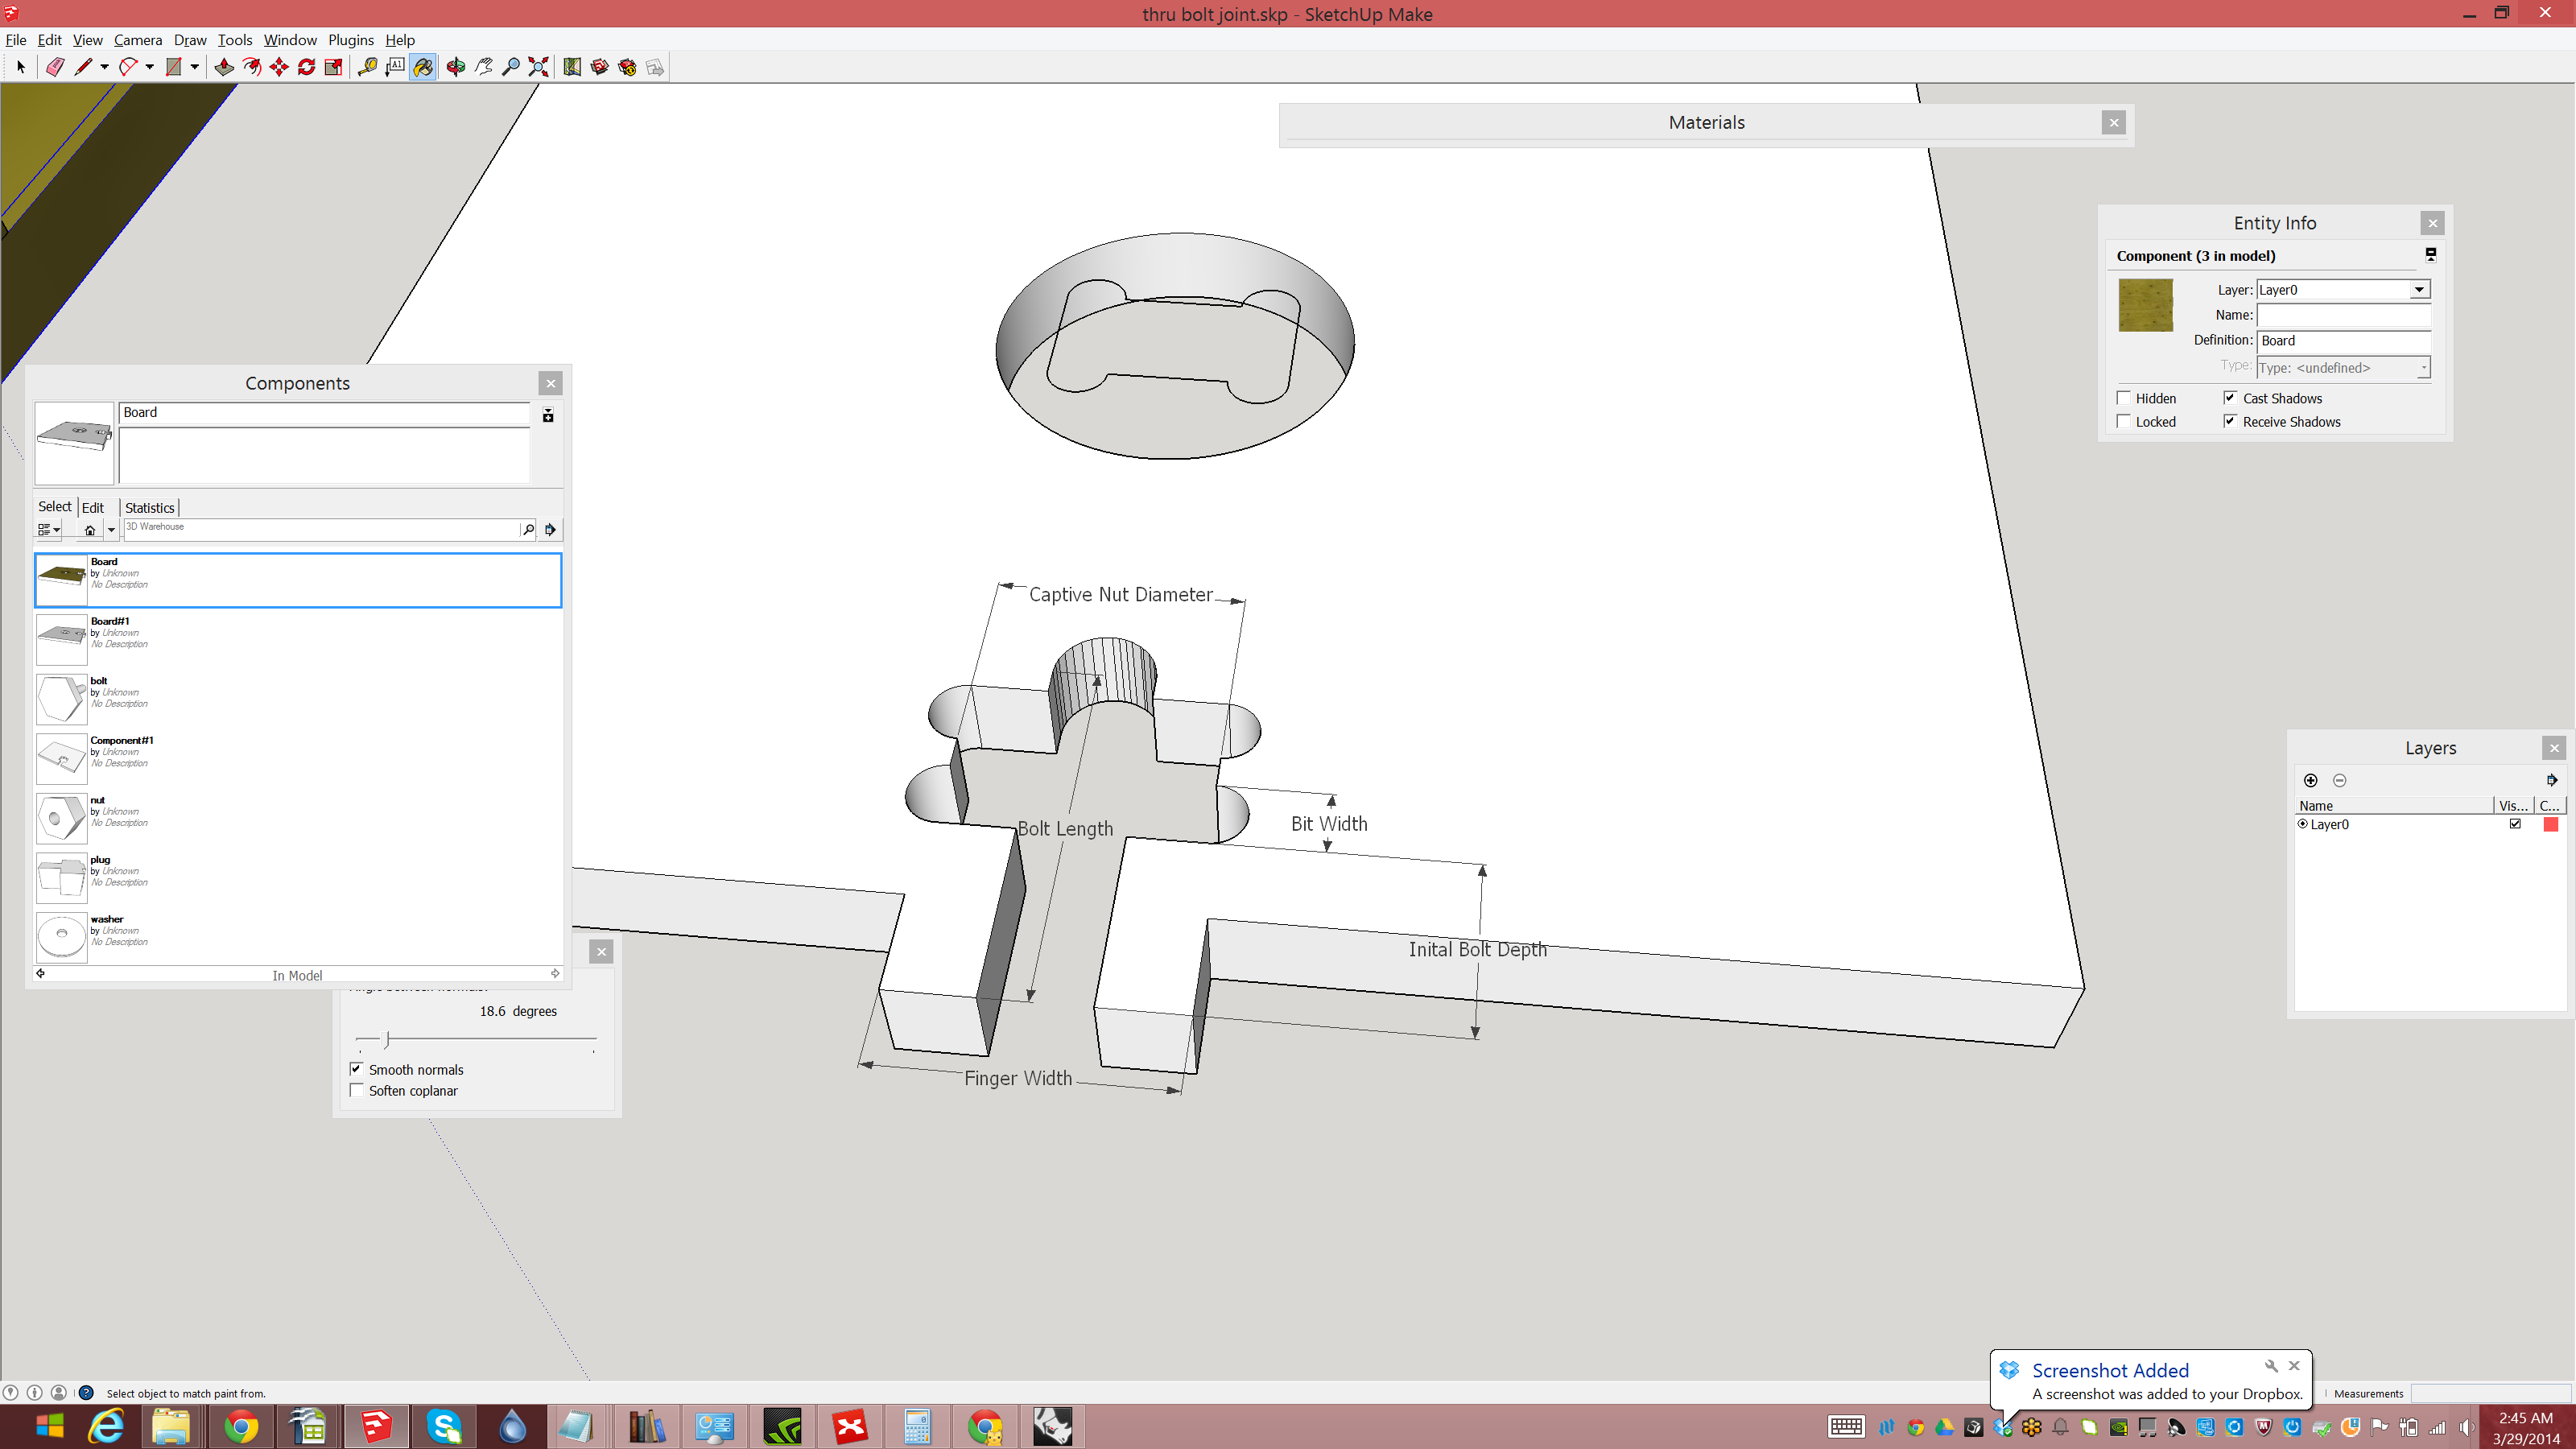 thru bolt joint.skp - SketchUp Make
File Edit View Camera Draw Tools Window Plugins Help
Materials
Entity Info
Component (3 in model)
Layer: Layer0
Name:
Definition: Board
Type: Type: <undefined>
Hidden Cast Shadows
Locked Receive Shadows
Components
Board
Select Edit Statistics
3D Warehouse
Board
by Unknown
No Description
Board#1
by Unknown
No Description
bolt
by Unknown
No Description
Component#1
by Unknown
No Description
nut
by Unknown
No Description
plug
by Unknown
No Description
washer
by Unknown
No Description
In Model
18.6 degrees
Smooth normals
Soften coplanar
Captive Nut Diameter
Bolt Length
Bit Width
Inital Bolt Depth
Finger Width
Layers
Name Vis... C...
Layer0
Screenshot Added
A screenshot was added to your Dropbox.
Select object to match paint from.
Measurements
2:45 AM
3/29/2014